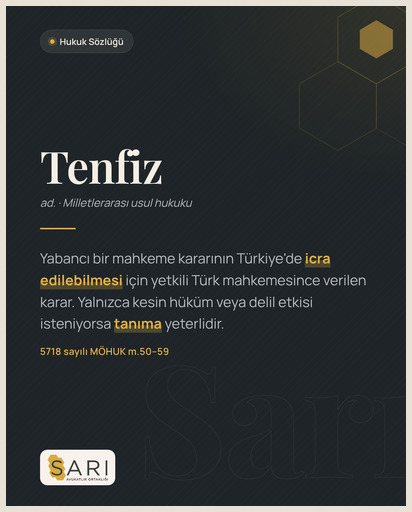 Hukuk Sözlüğü
Tenfiz
ad. · Milletlerarası usul hukuku
Yabancı bir mahkeme kararının Türkiye'de icra
edilebilmesi için yetkili Türk mahkemesince verilen
karar. Yalnızca kesin hüküm veya delil etkisi
isteniyorsa tanıma yeterlidir.
5718 sayılı MÖHUK m.50–59
Sarı
SARI
AVUKATLIK ORTAKLIĞI